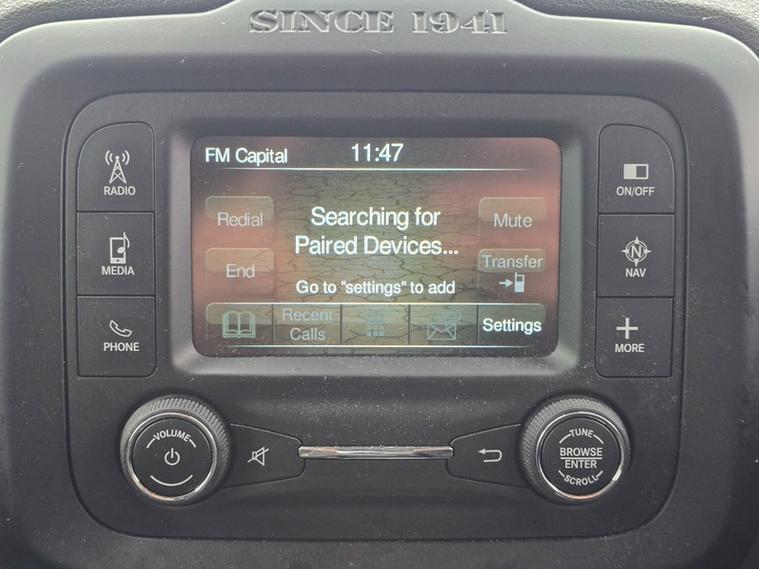 SINCE 1941
RADIO
MEDIA
PHONE
FM Capital 11:47
Redial
Searching for
Paired Devices...
Mute
End
Go to "settings" to add
Transfer
Recent
Calls
Settings
ON/OFF
N
NAV
MORE
VOLUME
TUNE
BROWSE
ENTER
SCROLL